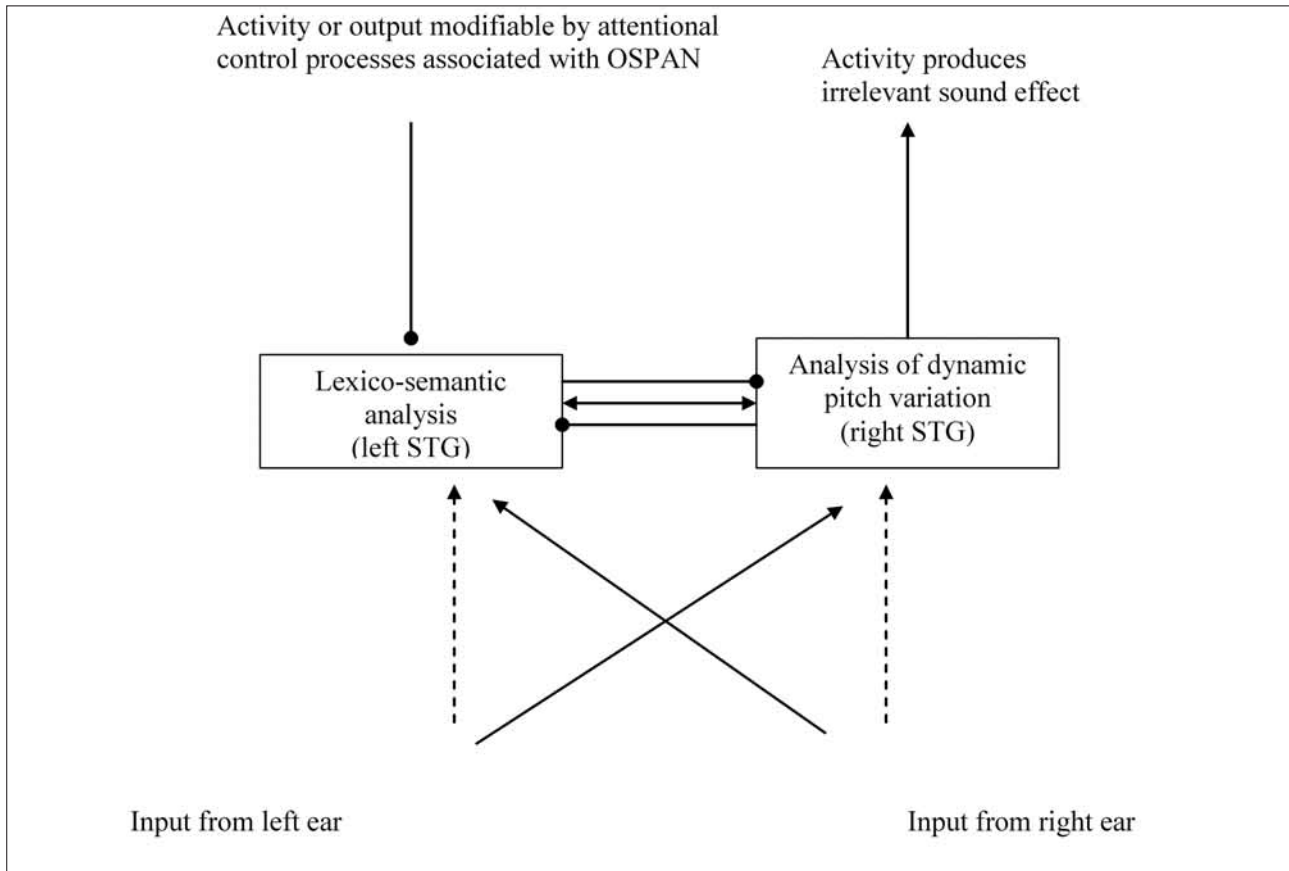 Activity or output modifiable by attentional
control processes associated with OSPAN
Activity produces
irrelevant sound effect
Lexico-semantic
analysis
(left STG)
Analysis of dynamic
pitch variation
(right STG)
Input from left ear
Input from right ear